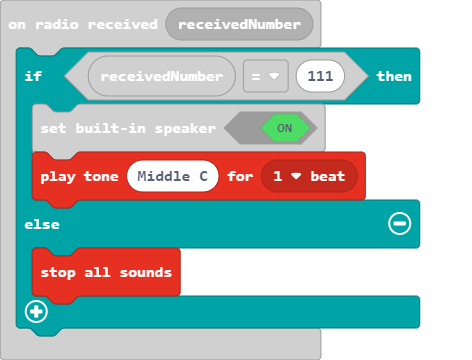 on radio received receivedNumber
if receivedNumber = 111 then
set built-in speaker ON
play tone Middle C for 1 beat
else
stop all sounds